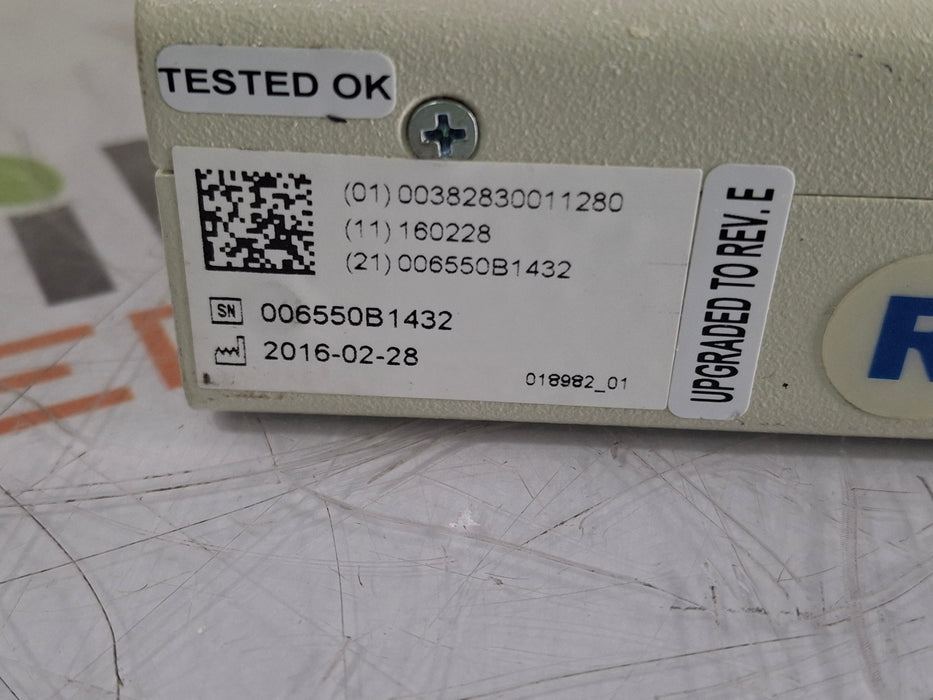 TESTED OK
(01) 00382830011280
(11) 160228
(21) 006550B1432
SN 006550B1432
2016-02-28
018982_01
UPGRADED TO REV. E
R